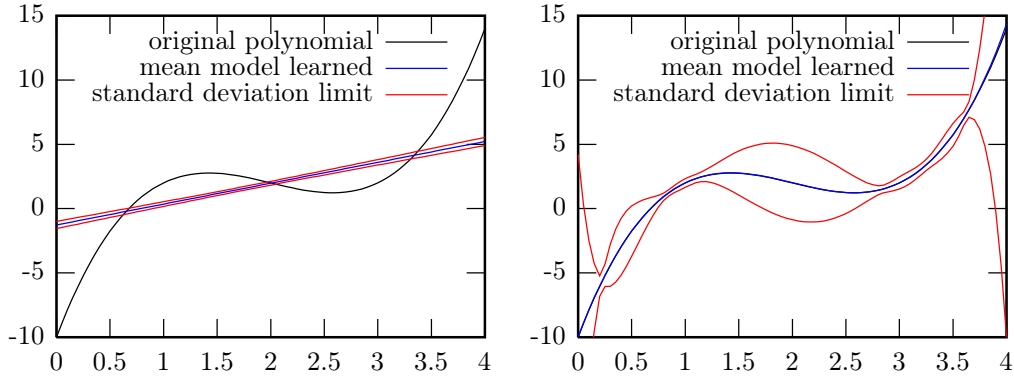 15
10
5
0
-5
-10
0 0.5 1 1.5 2 2.5 3 3.5 4
original polynomial
mean model learned
standard deviation limit
15
10
5
0
-5
-10
0 0.5 1 1.5 2 2.5 3 3.5 4
original polynomial
mean model learned
standard deviation limit